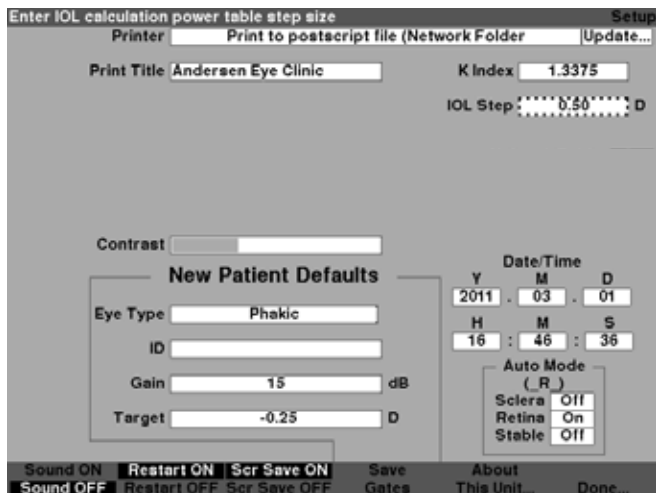 Enter IOL calculation power table step size Setup
Printer Print to postscript file (Network Folder Update...
Print Title Andersen Eye Clinic K Index 1.3375
IOL Step 0.50 D
Contrast
Date/Time
New Patient Defaults Y M D
2011 . 03 . 01
Eye Type Phakic H M S
ID 16 : 46 : 36
Auto Mode
(_R_)
Gain 15 dB Sclera Off
Retina On
Target -0.25 D Stable Off
Sound ON Restart ON Scr Save ON Save About
Sound OFF Restart OFF Scr Save OFF Gates This Unit... Done...